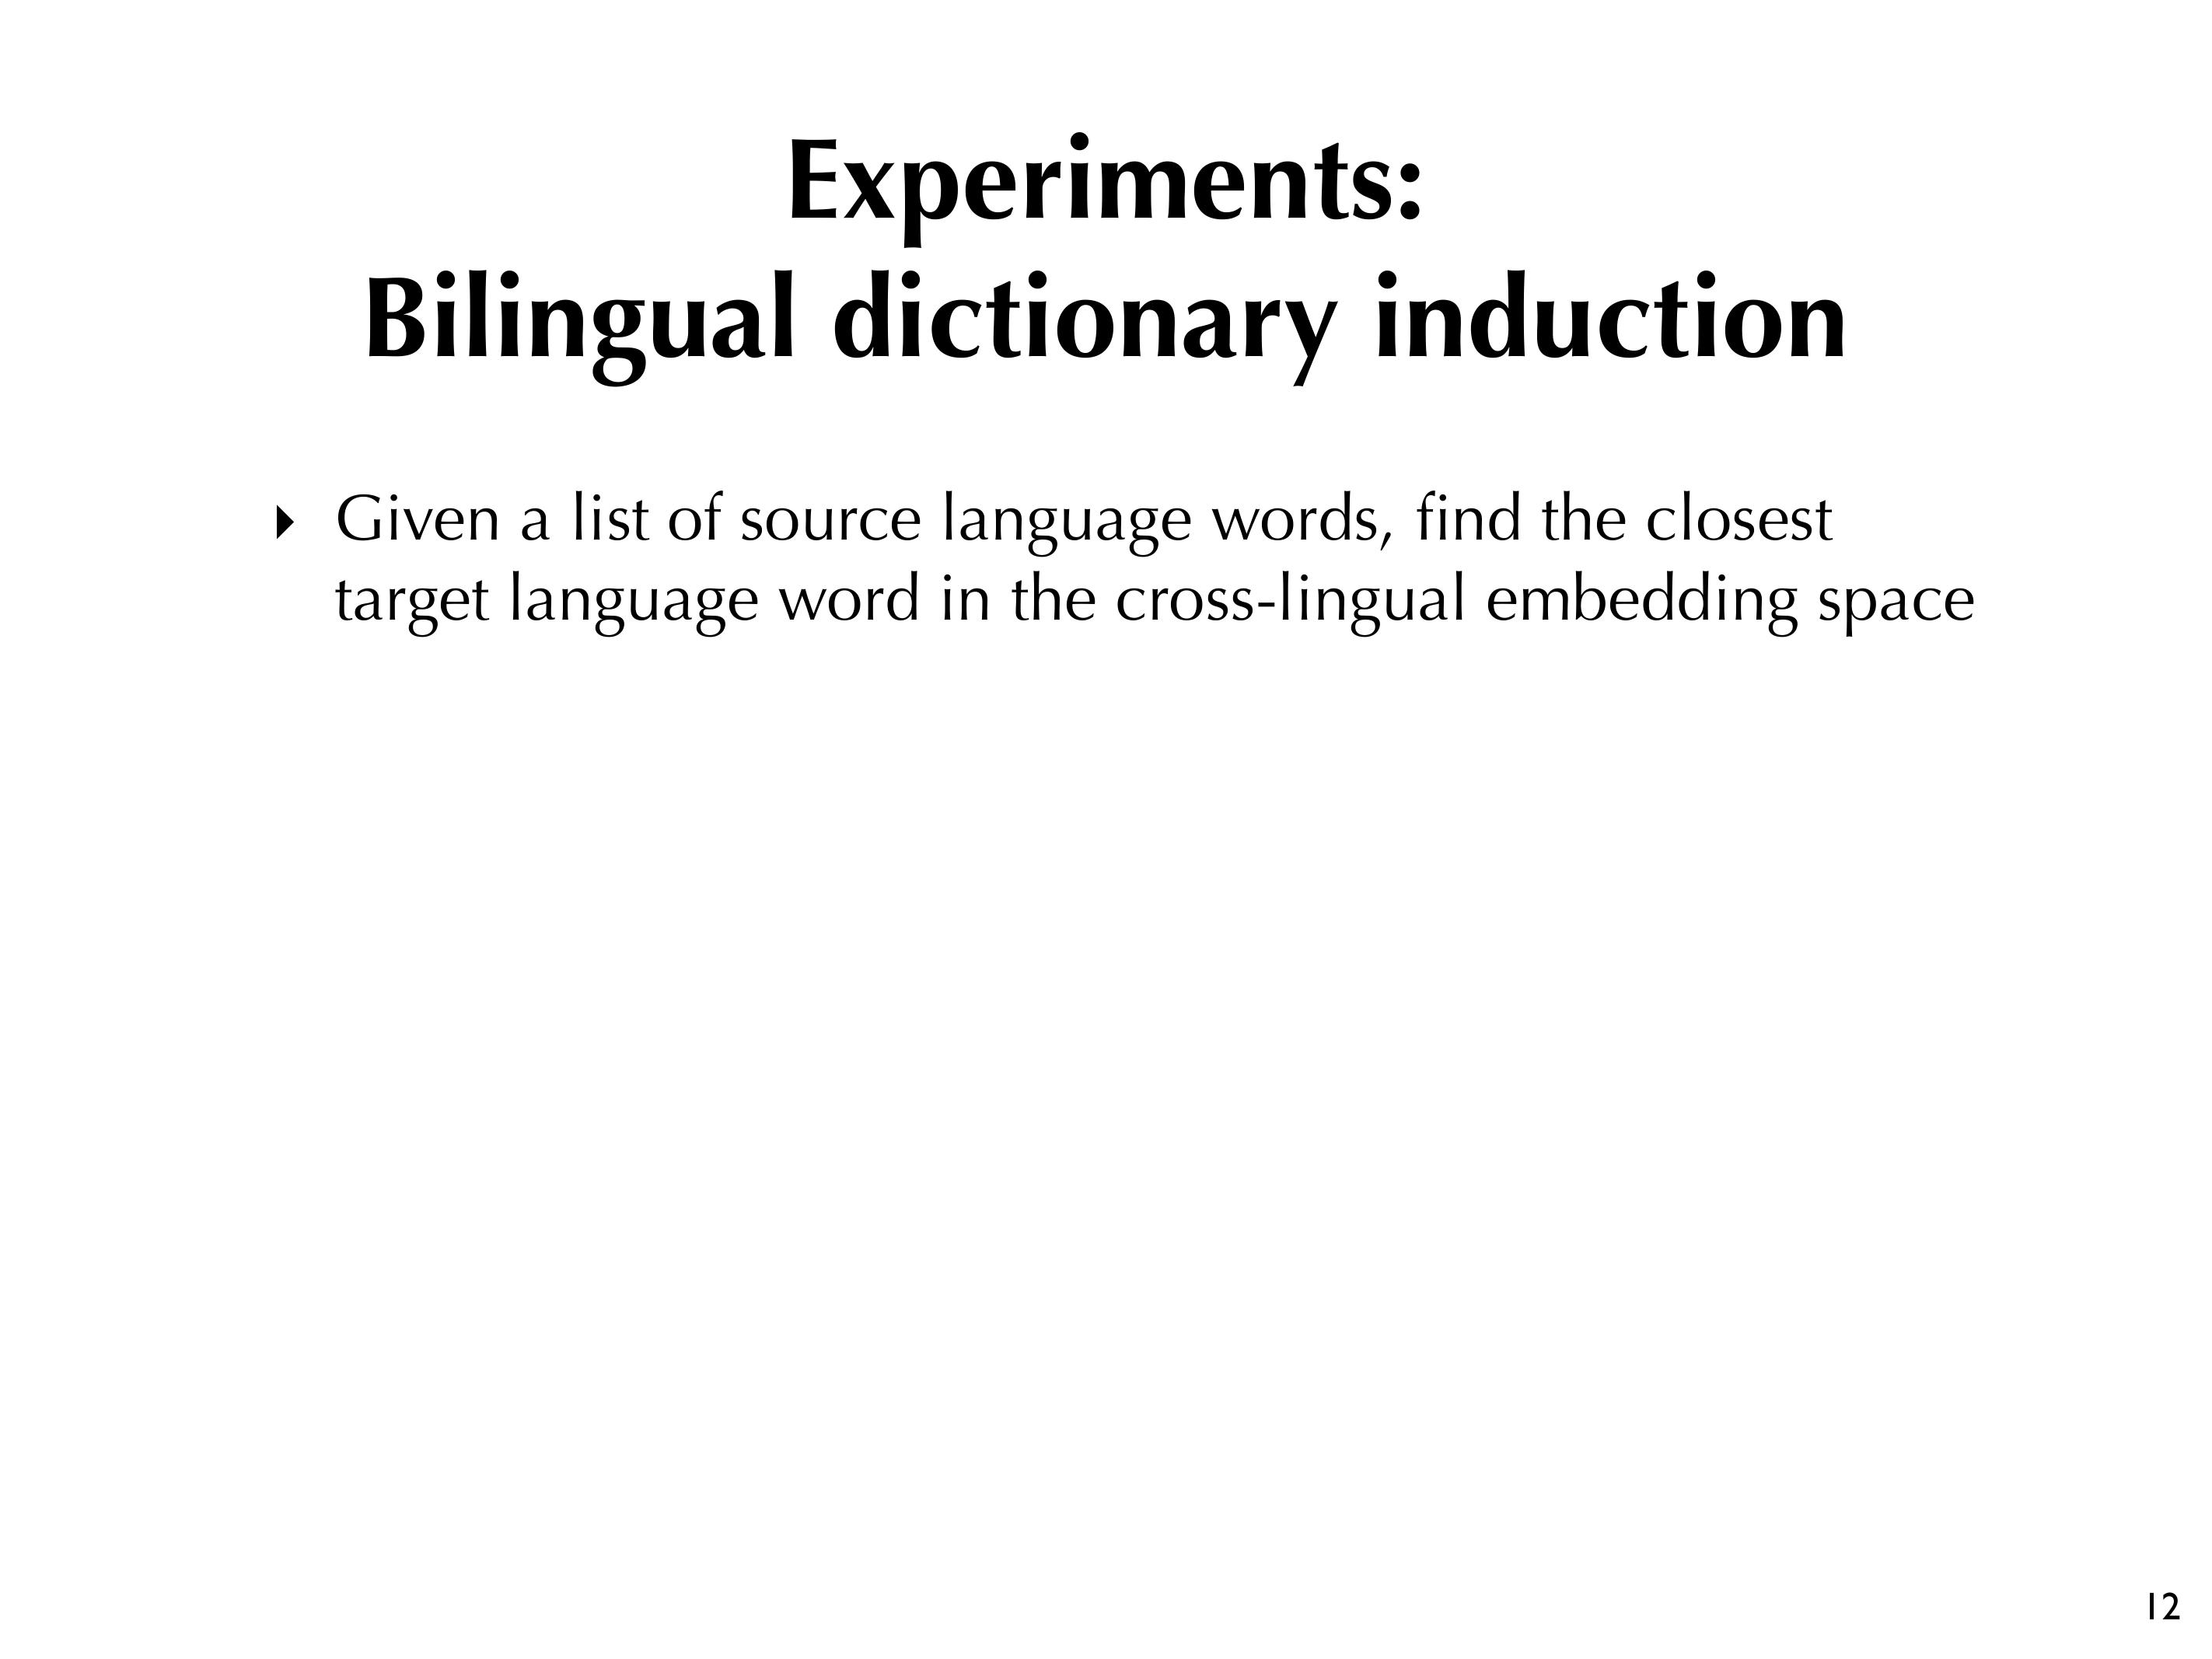 Experiments:
Bilingual dictionary induction
Given a list of source language words, find the closest
target language word in the cross-lingual embedding space
12